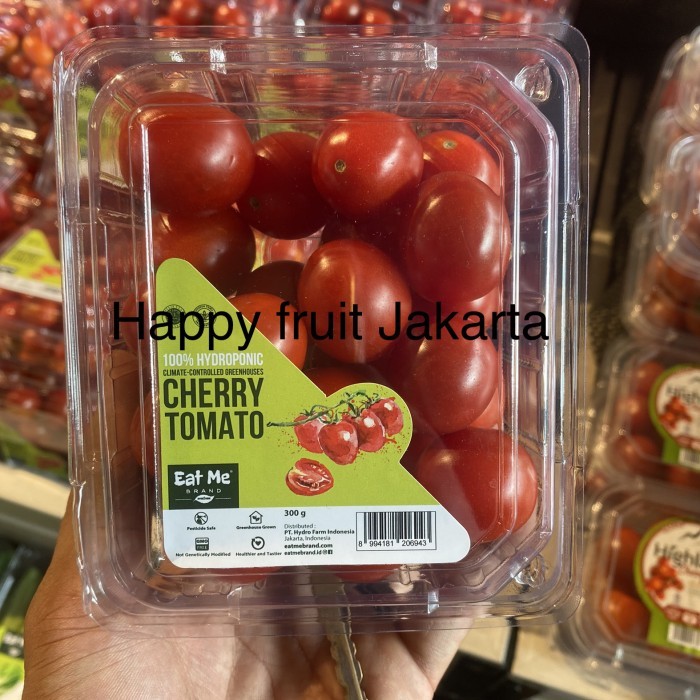 Happy fruit Jakarta
100% HYDROPONIC
CLIMATE-CONTROLLED GREENHOUSES
CHERRY
TOMATO
Eat Me
BRAND
300 g
Pesticide Safe
Greenhouse Grown
Distributed :
PT. Hydro Farm Indonesia
Jakarta, Indonesia
eatmebrand.com
eatmebrand.id
Not Genetically Modified
Healthier and Tastier
8 994181 206943